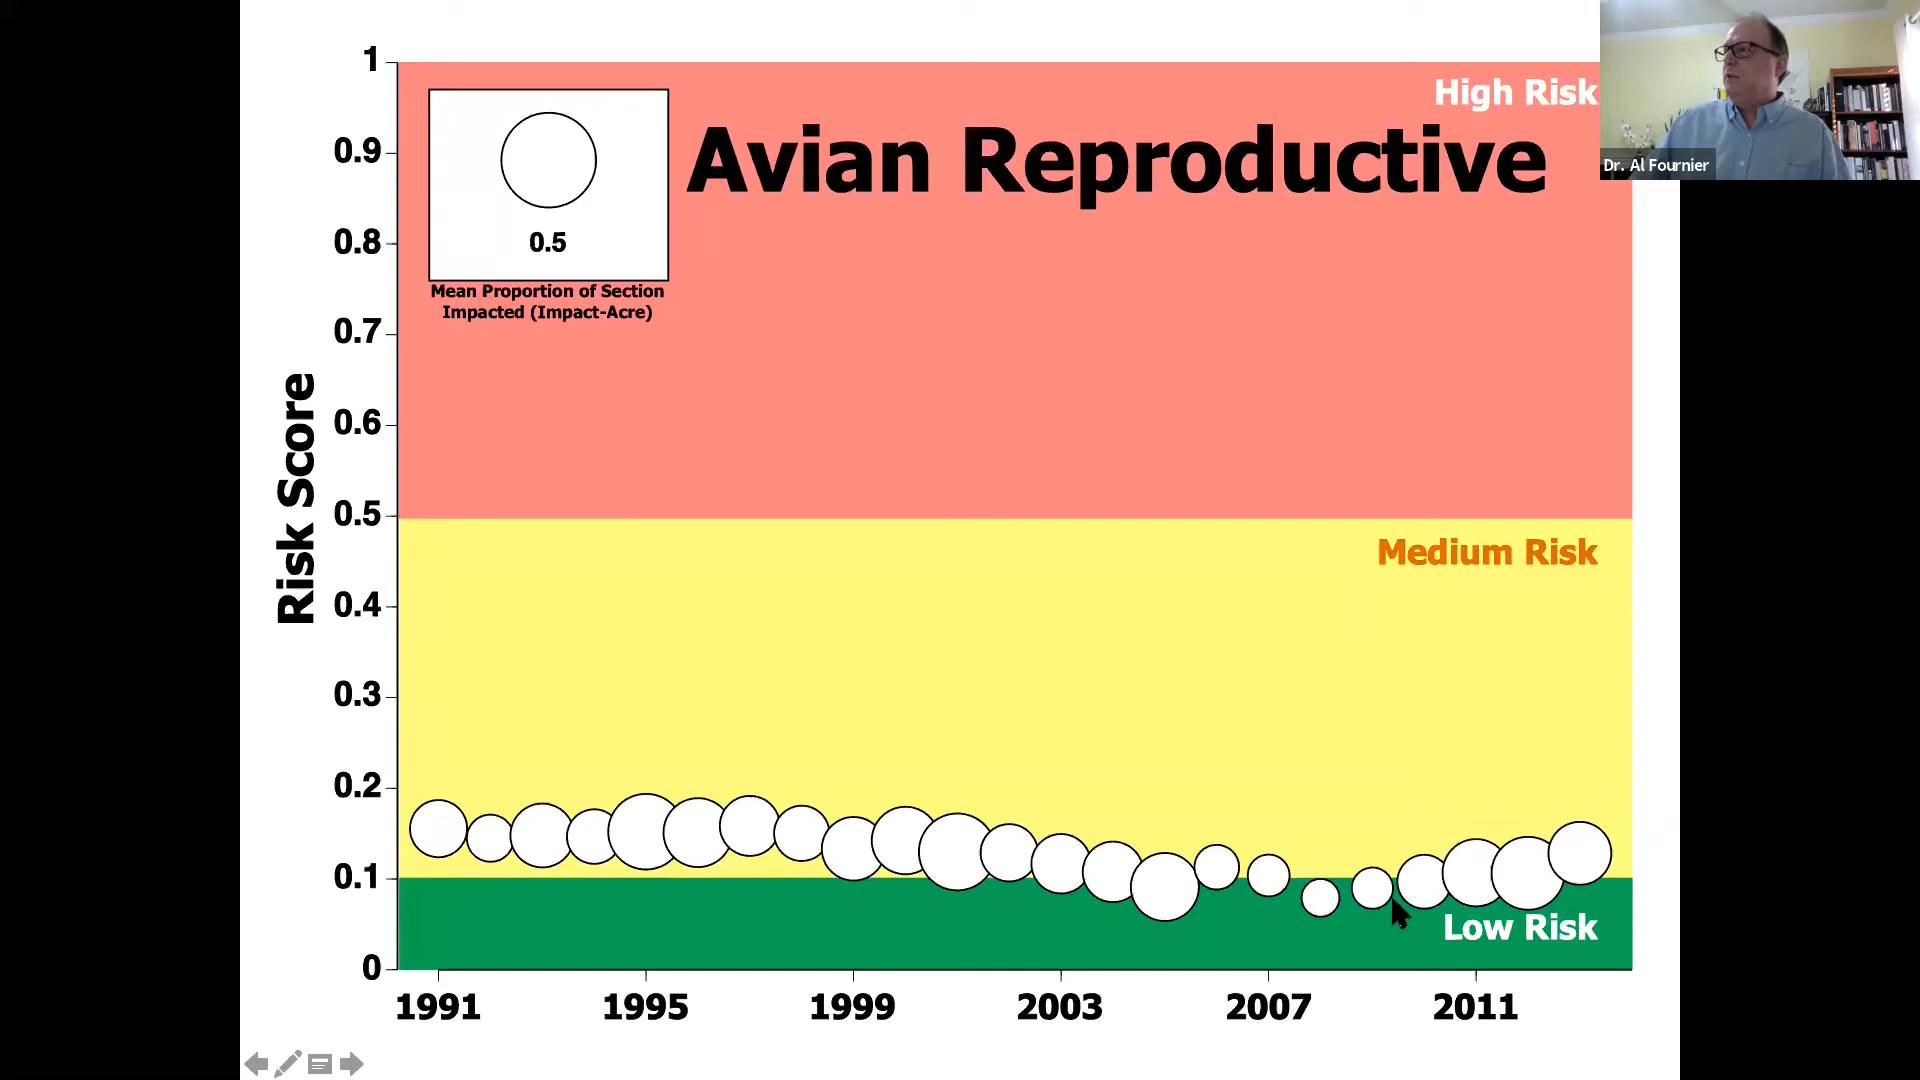 High Risk
Avian Reproductive
0.5
Mean Proportion of Section
Impacted (Impact-Acre)
Dr. Al Fournier
Risk Score
1
0.9
0.8
0.7
0.6
0.5
0.4
0.3
0.2
0.1
0
Medium Risk
Low Risk
1991 1995 1999 2003 2007 2011